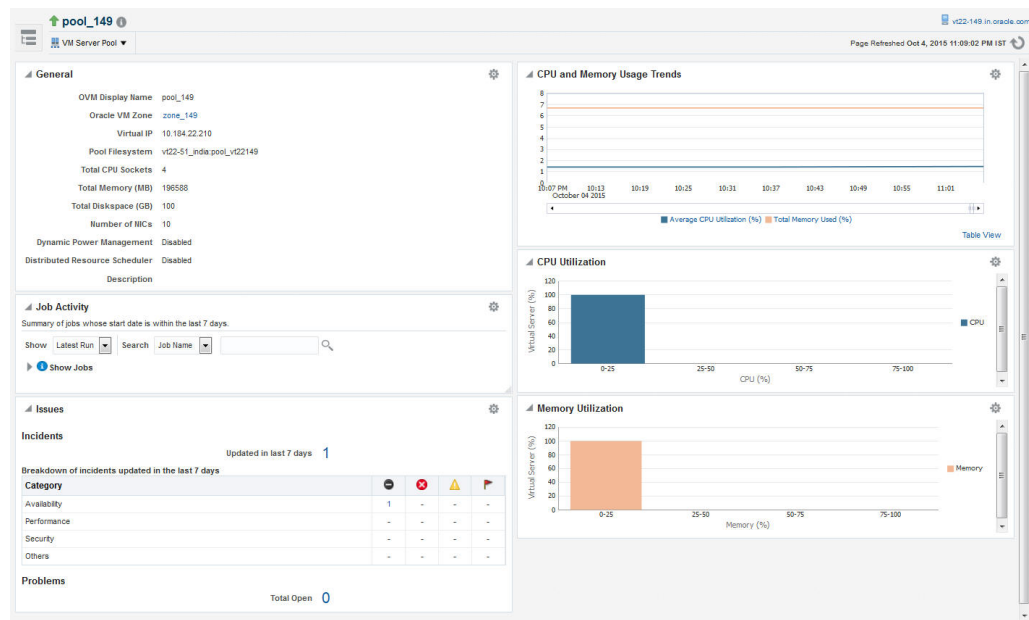 pool_149
vt22-149.in.oracle.com
VM Server Pool
Page Refreshed Oct 4, 2015 11:09:02 PM IST
General
OVM Display Name pool_149
Oracle VM Zone zone_149
Virtual IP 10.184.22.210
Pool Filesystem vt22-51_india:pool_vt22149
Total CPU Sockets 4
Total Memory (MB) 196588
Total Diskspace (GB) 100
Number of NICs 10
Dynamic Power Management Disabled
Distributed Resource Scheduler Disabled
Description
Job Activity
Summary of jobs whose start date is within the last 7 days.
Show Latest Run Search Job Name
Show Jobs
Issues
Incidents
Updated in last 7 days 1
Breakdown of incidents updated in the last 7 days
Category
Availability 1 - - -
Performance - - - -
Security - - - -
Others - - - -
Problems
Total Open 0
CPU and Memory Usage Trends
8
7
6
5
4
3
2
1
0
10:07 PM 10:13 10:19 10:25 10:31 10:37 10:43 10:49 10:55 11:01
October 04 2015
Average CPU Utilization (%) Total Memory Used (%)
Table View
CPU Utilization
120
100
80
60
40
20
0
Virtual Server (%)
0-25 25-50 50-75 75-100
CPU (%)
CPU
Memory Utilization
120
100
80
60
40
20
0
Virtual Server (%)
0-25 25-50 50-75 75-100
Memory (%)
Memory